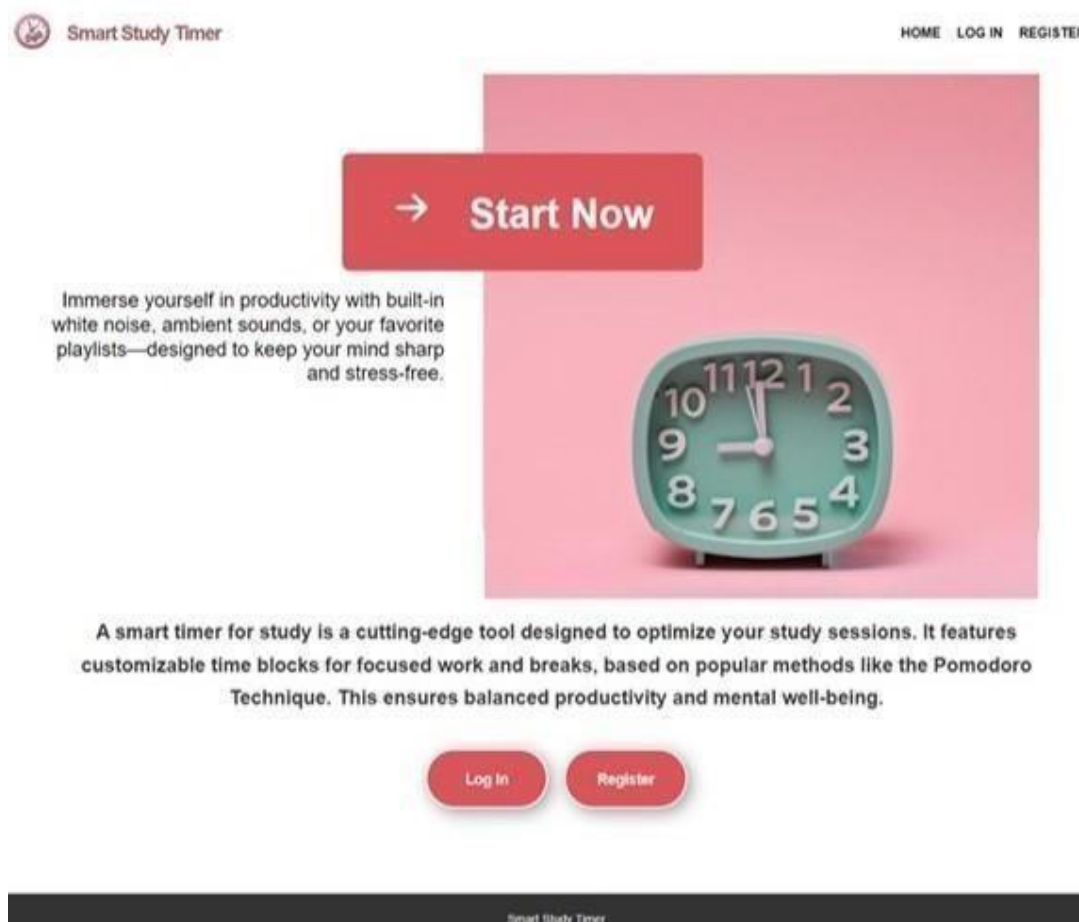 Smart Study Timer
HOME LOG IN REGISTER
→ Start Now
Immerse yourself in productivity with built-in
white noise, ambient sounds, or your favorite
playlists—designed to keep your mind sharp
and stress-free.
11 12 1
10 2
9 3
8 4
7 6 5
A smart timer for study is a cutting-edge tool designed to optimize your study sessions. It features
customizable time blocks for focused work and breaks, based on popular methods like the Pomodoro
Technique. This ensures balanced productivity and mental well-being.
Log In
Register
Smart Study Timer